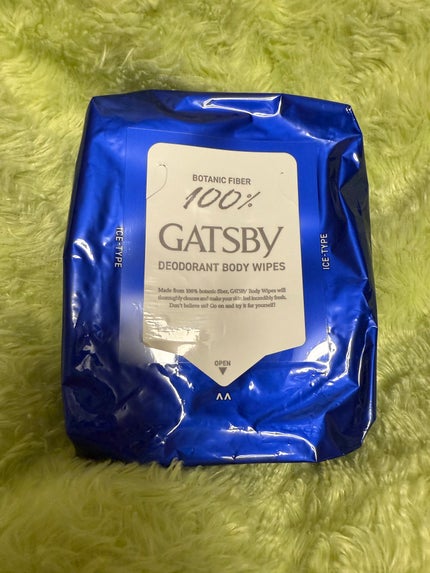 BOTANIC FIBER
100%
GATSBY
DEODORANT BODY WIPES
Made from 100% botanic fiber, GATSBY Body Wipes will
thoroughly cleanse and make your skin feel incredibly fresh.
Don't believe us? Go on and try it for yourself!
ICE-TYPE
ICE-TYPE
OPEN